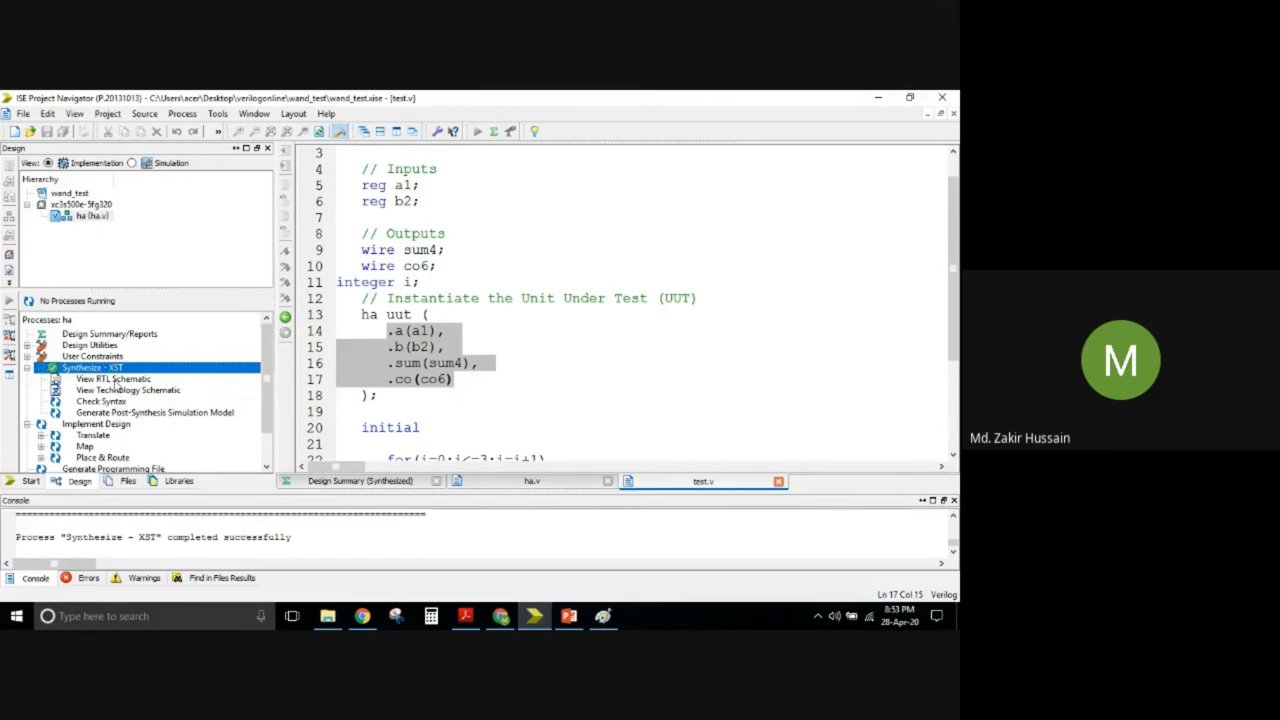 ISE Project Navigator (P.20131013) - C:\Users\acer\Desktop\verilogonline\wand_test\wand_test.xise - [test.v]
File Edit View Project Source Process Tools Window Layout Help
Design
View: Implementation Simulation
Hierarchy
wand_test
xc3s500e-5fg320
ha (ha.v)
No Processes Running
Processes: ha
Design Summary/Reports
Design Utilities
User Constraints
Synthesize - XST
View RTL Schematic
View Technology Schematic
Check Syntax
Generate Post-Synthesis Simulation Model
Implement Design
Translate
Map
Place & Route
Generate Programming File
Start Design Files Libraries
3
4 // Inputs
5 reg a1;
6 reg b2;
7
8 // Outputs
9 wire sum4;
10 wire co6;
11 integer i;
12 // Instantiate the Unit Under Test (UUT)
13 ha uut (
14 .a(a1),
15 .b(b2),
16 .sum(sum4),
17 .co(co6)
18 );
19
20 initial
21
22 for(i=0;i<=3;i=i+1)
Design Summary (Synthesized) ha.v test.v
Console
Process "Synthesize - XST" completed successfully
Console Errors Warnings Find in Files Results
Ln 17 Col 15 Verilog
Type here to search
8:53 PM
28-Apr-20
M
Md. Zakir Hussain